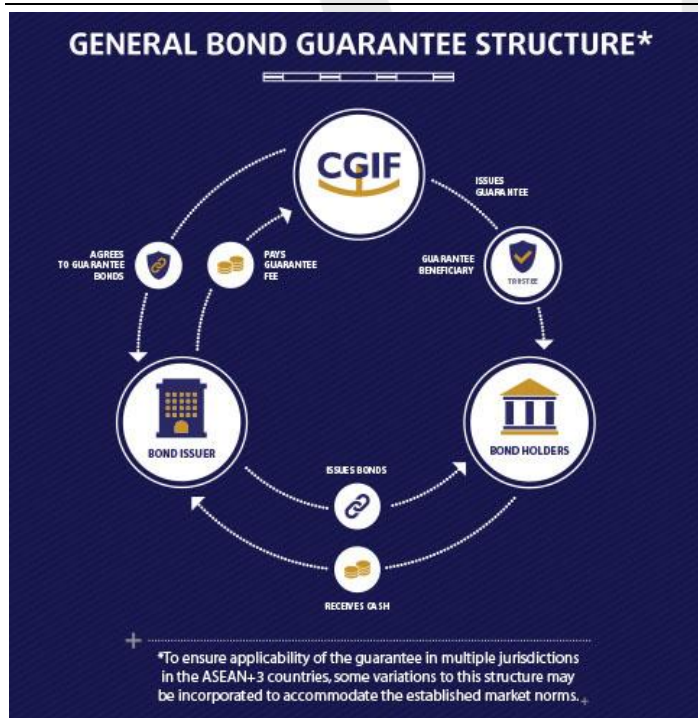 GENERAL BOND GUARANTEE STRUCTURE*
CGIF
ISSUES
GUARANTEE
AGREES
TO GUARANTEE
BONDS
PAYS
GUARANTEE
FEE
GUARANTEE
BENEFICIARY
TRUSTEE
BOND ISSUER
BOND HOLDERS
ISSUES BONDS
RECEIVES CASH
*To ensure applicability of the guarantee in multiple jurisdictions
in the ASEAN+3 countries, some variations to this structure may
be incorporated to accommodate the established market norms.